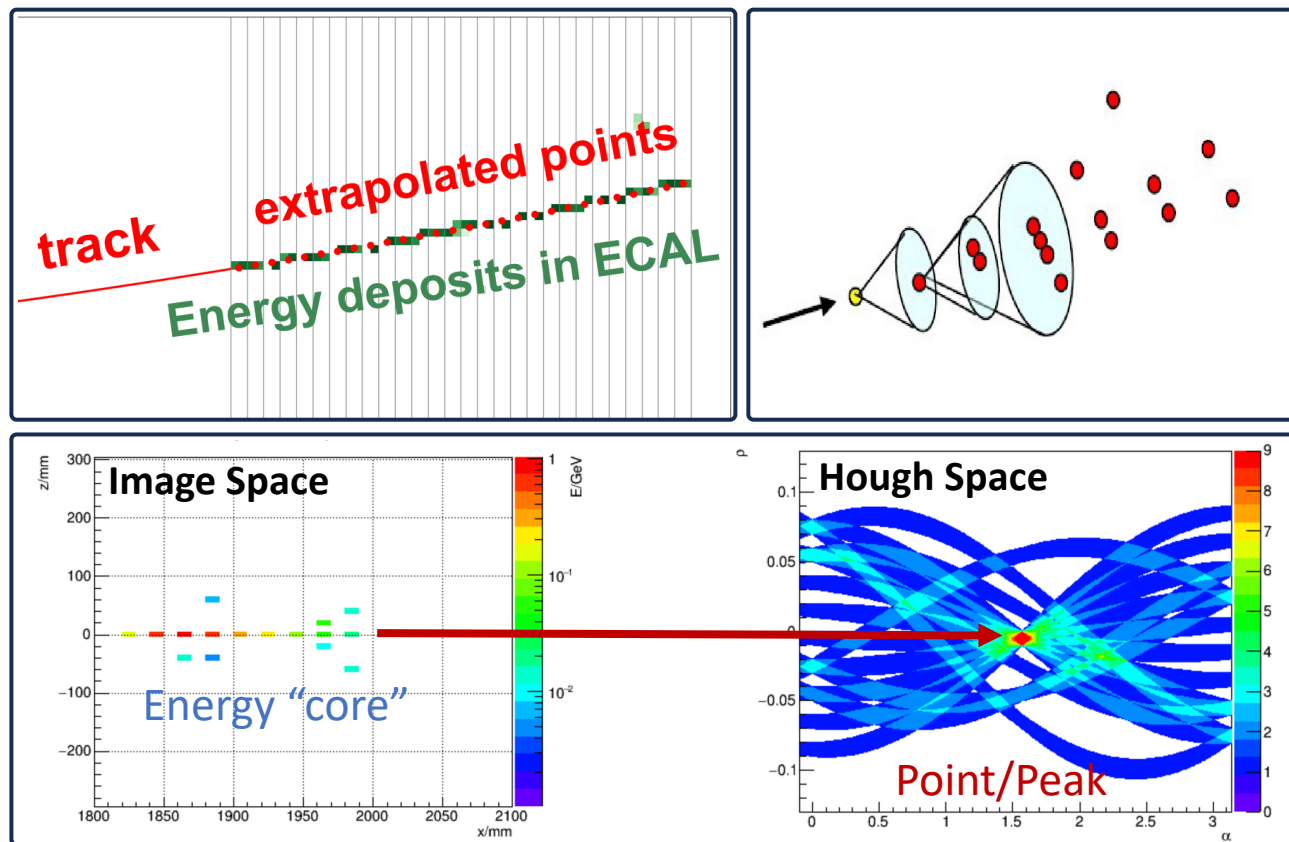 track
extrapolated points
Energy deposits in ECAL
Image Space
z/mm
300
200
100
0
−100
−200
1800 1850 1900 1950 2000 2050 2100
x/mm
E/GeV
1
10⁻¹
10⁻²
Energy “core”
Hough Space
ρ
0.1
0.05
0
−0.05
−0.1
0 0.5 1 1.5 2 2.5 3
α
9
8
7
6
5
4
3
2
1
0
Point/Peak